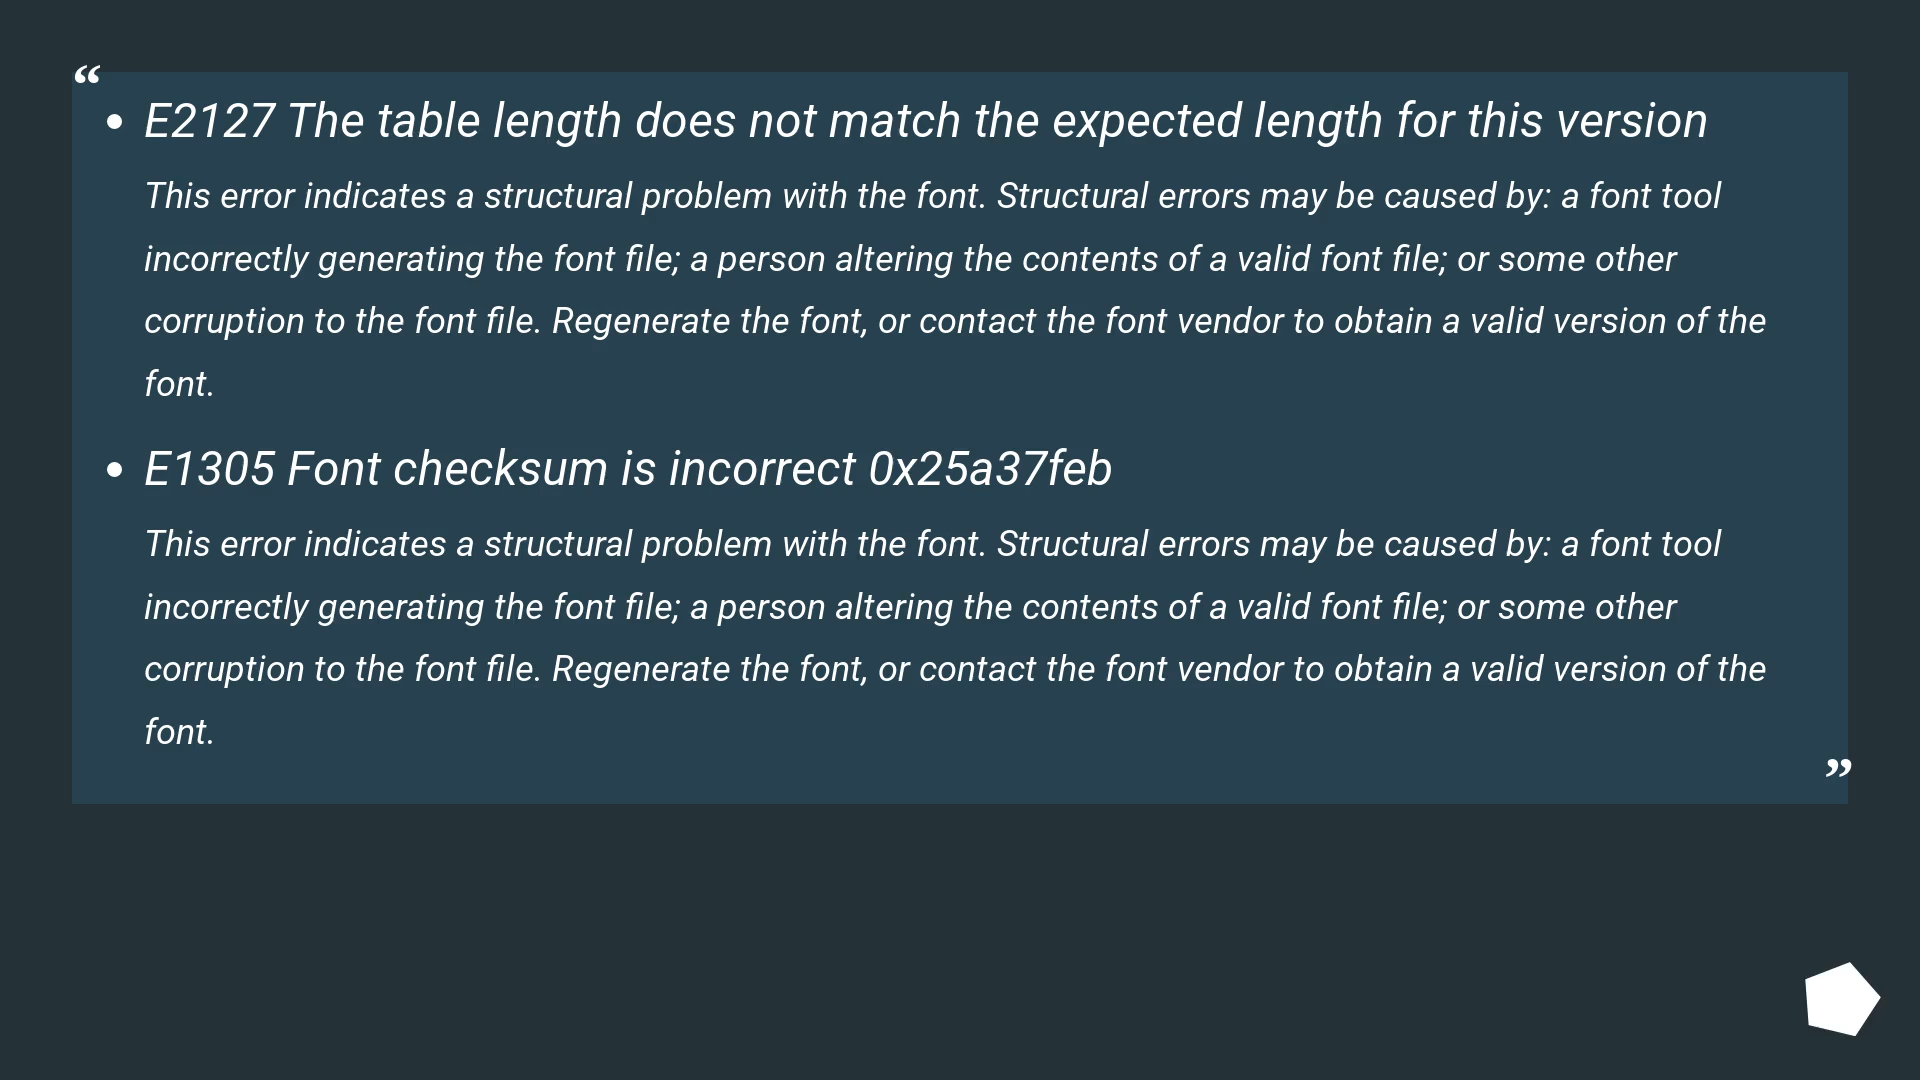 “
• E2127 The table length does not match the expected length for this version
This error indicates a structural problem with the font. Structural errors may be caused by: a font tool
incorrectly generating the font file; a person altering the contents of a valid font file; or some other
corruption to the font file. Regenerate the font, or contact the font vendor to obtain a valid version of the
font.
• E1305 Font checksum is incorrect 0x25a37feb
This error indicates a structural problem with the font. Structural errors may be caused by: a font tool
incorrectly generating the font file; a person altering the contents of a valid font file; or some other
corruption to the font file. Regenerate the font, or contact the font vendor to obtain a valid version of the
font.
”